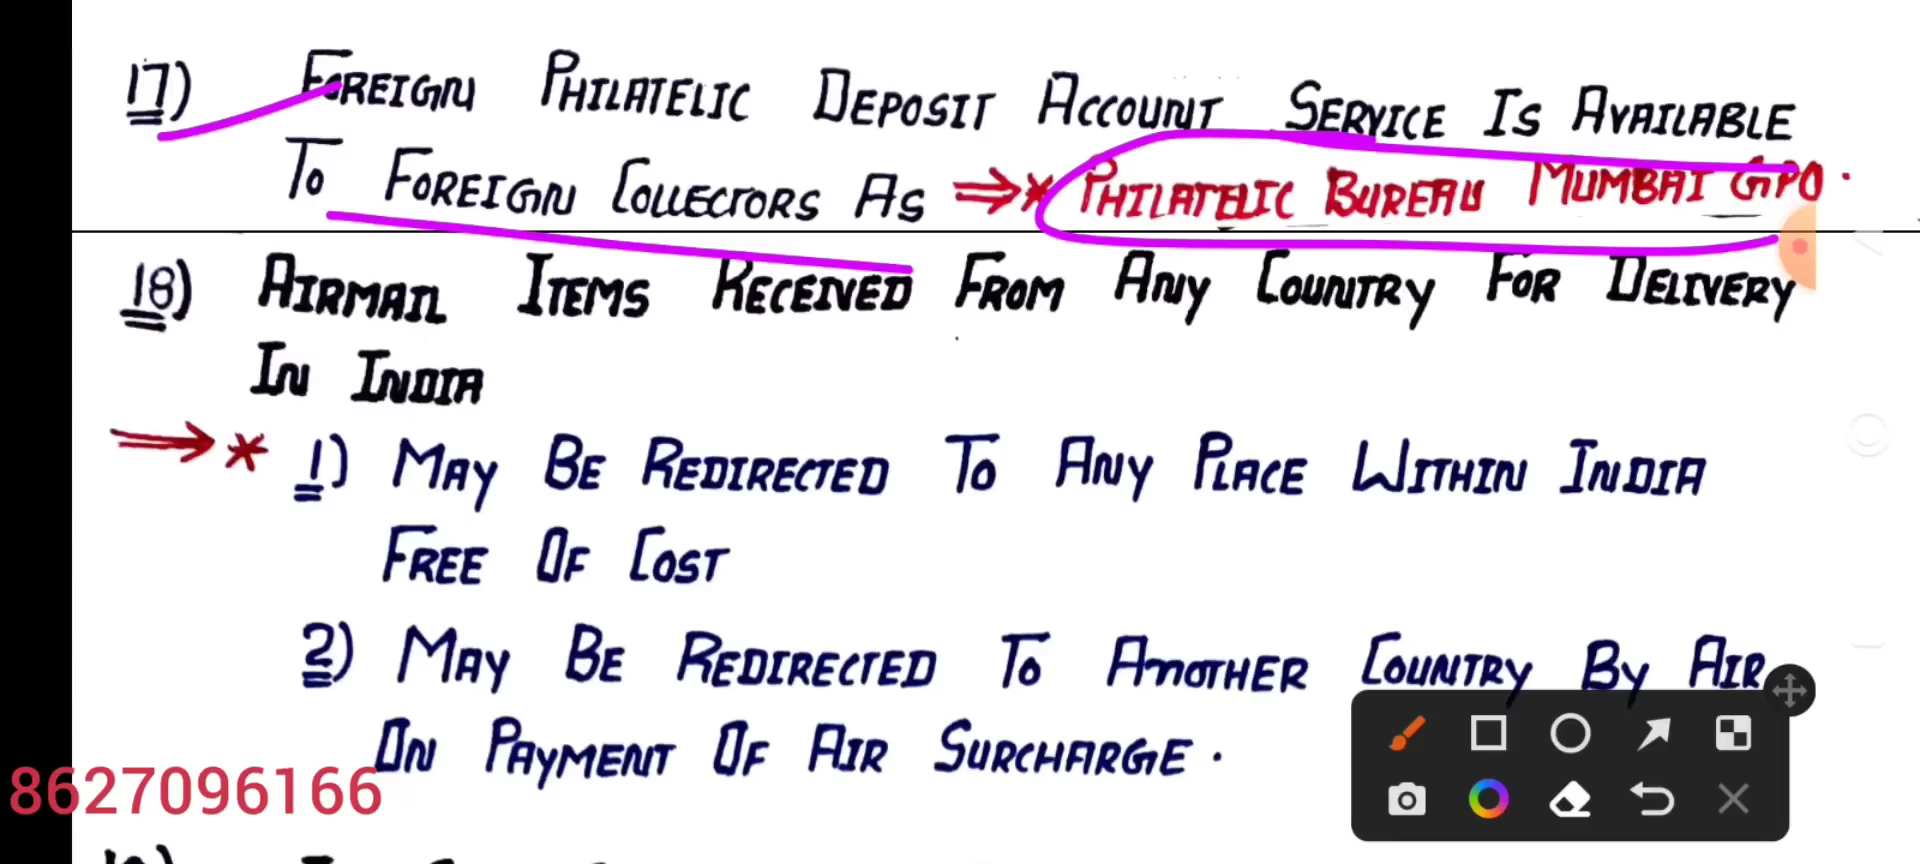 17) FOREIGN PHILATELIC DEPOSIT ACCOUNT SERVICE IS AVAILABLE
TO FOREIGN COLLECTORS AS ⇒* PHILATELIC BUREAU MUMBAI GPO.
18) AIRMAIL ITEMS RECEIVED FROM ANY COUNTRY FOR DELIVERY
IN INDIA
⇒* 1) MAY BE REDIRECTED TO ANY PLACE WITHIN INDIA
FREE OF COST
2) MAY BE REDIRECTED TO ANOTHER COUNTRY BY AIR
ON PAYMENT OF AIR SURCHARGE.
8627096166